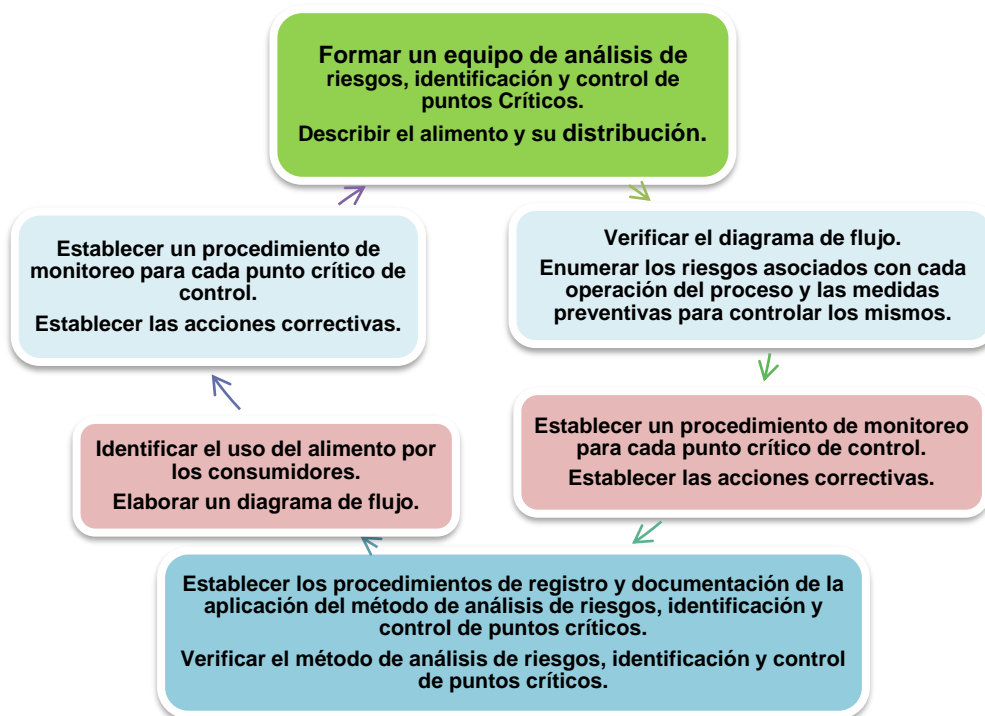 Formar un equipo de análisis de
riesgos, identificación y control de
puntos Críticos.
Describir el alimento y su distribución.
Establecer un procedimiento de
monitoreo para cada punto crítico de
control.
Establecer las acciones correctivas.
Verificar el diagrama de flujo.
Enumerar los riesgos asociados con cada
operación del proceso y las medidas
preventivas para controlar los mismos.
Identificar el uso del alimento por
los consumidores.
Elaborar un diagrama de flujo.
Establecer un procedimiento de monitoreo
para cada punto crítico de control.
Establecer las acciones correctivas.
Establecer los procedimientos de registro y documentación de la
aplicación del método de análisis de riesgos, identificación y
control de puntos críticos.
Verificar el método de análisis de riesgos, identificación y control
de puntos críticos.